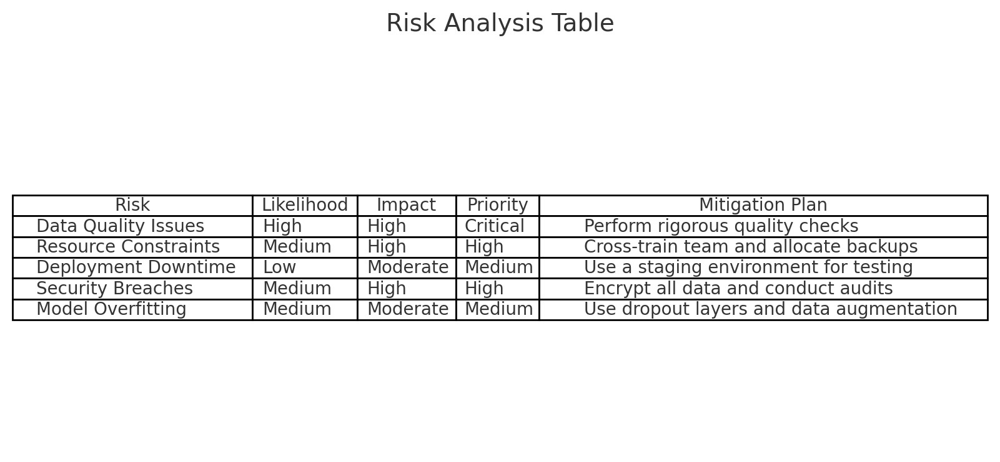 Risk Analysis Table
Risk Likelihood Impact Priority Mitigation Plan
Data Quality Issues High High Critical Perform rigorous quality checks
Resource Constraints Medium High High Cross-train team and allocate backups
Deployment Downtime Low Moderate Medium Use a staging environment for testing
Security Breaches Medium High High Encrypt all data and conduct audits
Model Overfitting Medium Moderate Medium Use dropout layers and data augmentation